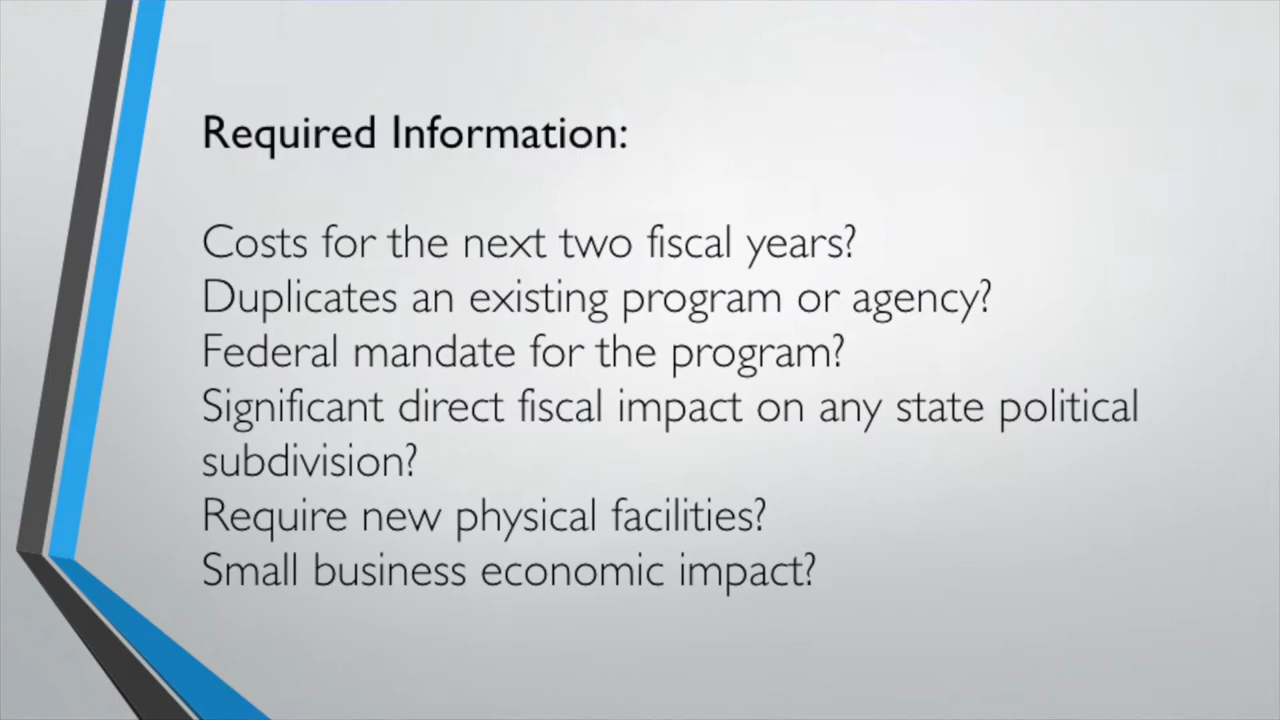 Required Information:
Costs for the next two fiscal years?
Duplicates an existing program or agency?
Federal mandate for the program?
Significant direct fiscal impact on any state political
subdivision?
Require new physical facilities?
Small business economic impact?